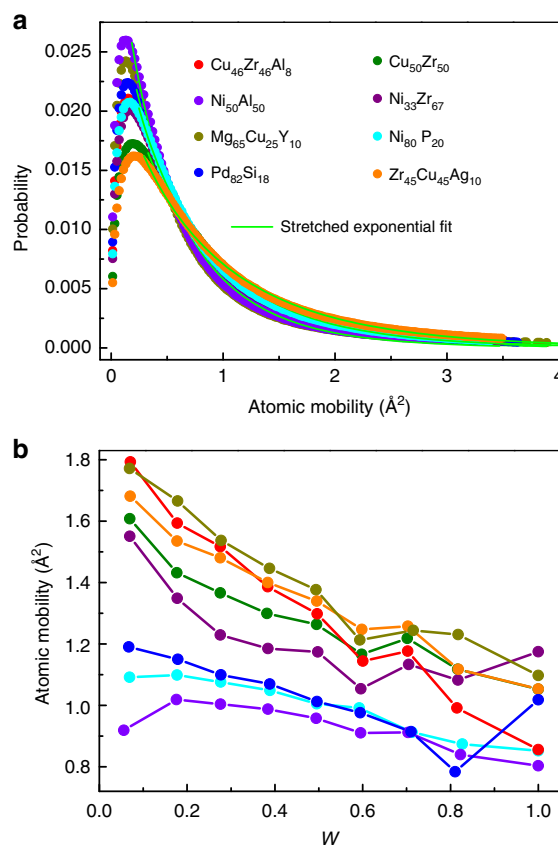 a
0.025
0.020
0.015
0.010
0.005
0.000
Probability
Cu46Zr46Al8
Cu50Zr50
Ni50Al50
Ni33Zr67
Mg65Cu25Y10
Ni80 P20
Pd82Si18
Zr45Cu45Ag10
Stretched exponential fit
0 1 2 3 4
Atomic mobility (Å²)
b
1.8
1.6
1.4
1.2
1.0
0.8
Atomic mobility (Å²)
0.0 0.2 0.4 0.6 0.8 1.0
W